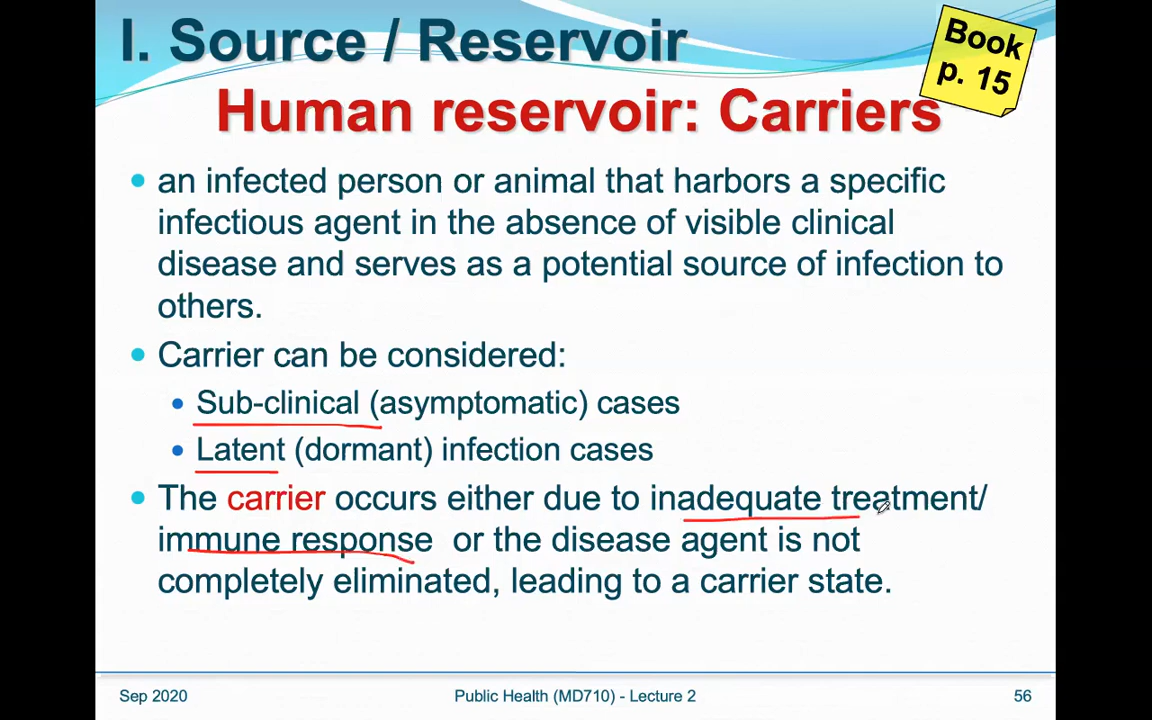 I. Source / Reservoir
Book
p. 15
Human reservoir: Carriers
• an infected person or animal that harbors a specific
infectious agent in the absence of visible clinical
disease and serves as a potential source of infection to
others.
• Carrier can be considered:
• Sub-clinical (asymptomatic) cases
• Latent (dormant) infection cases
• The carrier occurs either due to inadequate treatment/
immune response or the disease agent is not
completely eliminated, leading to a carrier state.
Sep 2020
Public Health (MD710) - Lecture 2
56